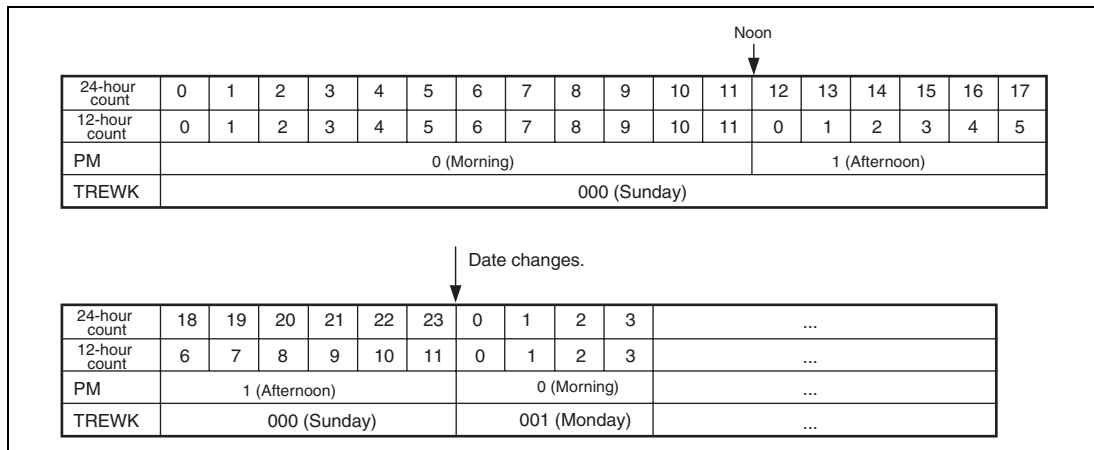 Noon
24-hour count 0 1 2 3 4 5 6 7 8 9 10 11 12 13 14 15 16 17
12-hour count 0 1 2 3 4 5 6 7 8 9 10 11 0 1 2 3 4 5
PM 0 (Morning) 1 (Afternoon)
TREWK 000 (Sunday)
Date changes.
24-hour count 18 19 20 21 22 23 0 1 2 3 ...
12-hour count 6 7 8 9 10 11 0 1 2 3 ...
PM 1 (Afternoon) 0 (Morning) ...
TREWK 000 (Sunday) 001 (Monday) ...